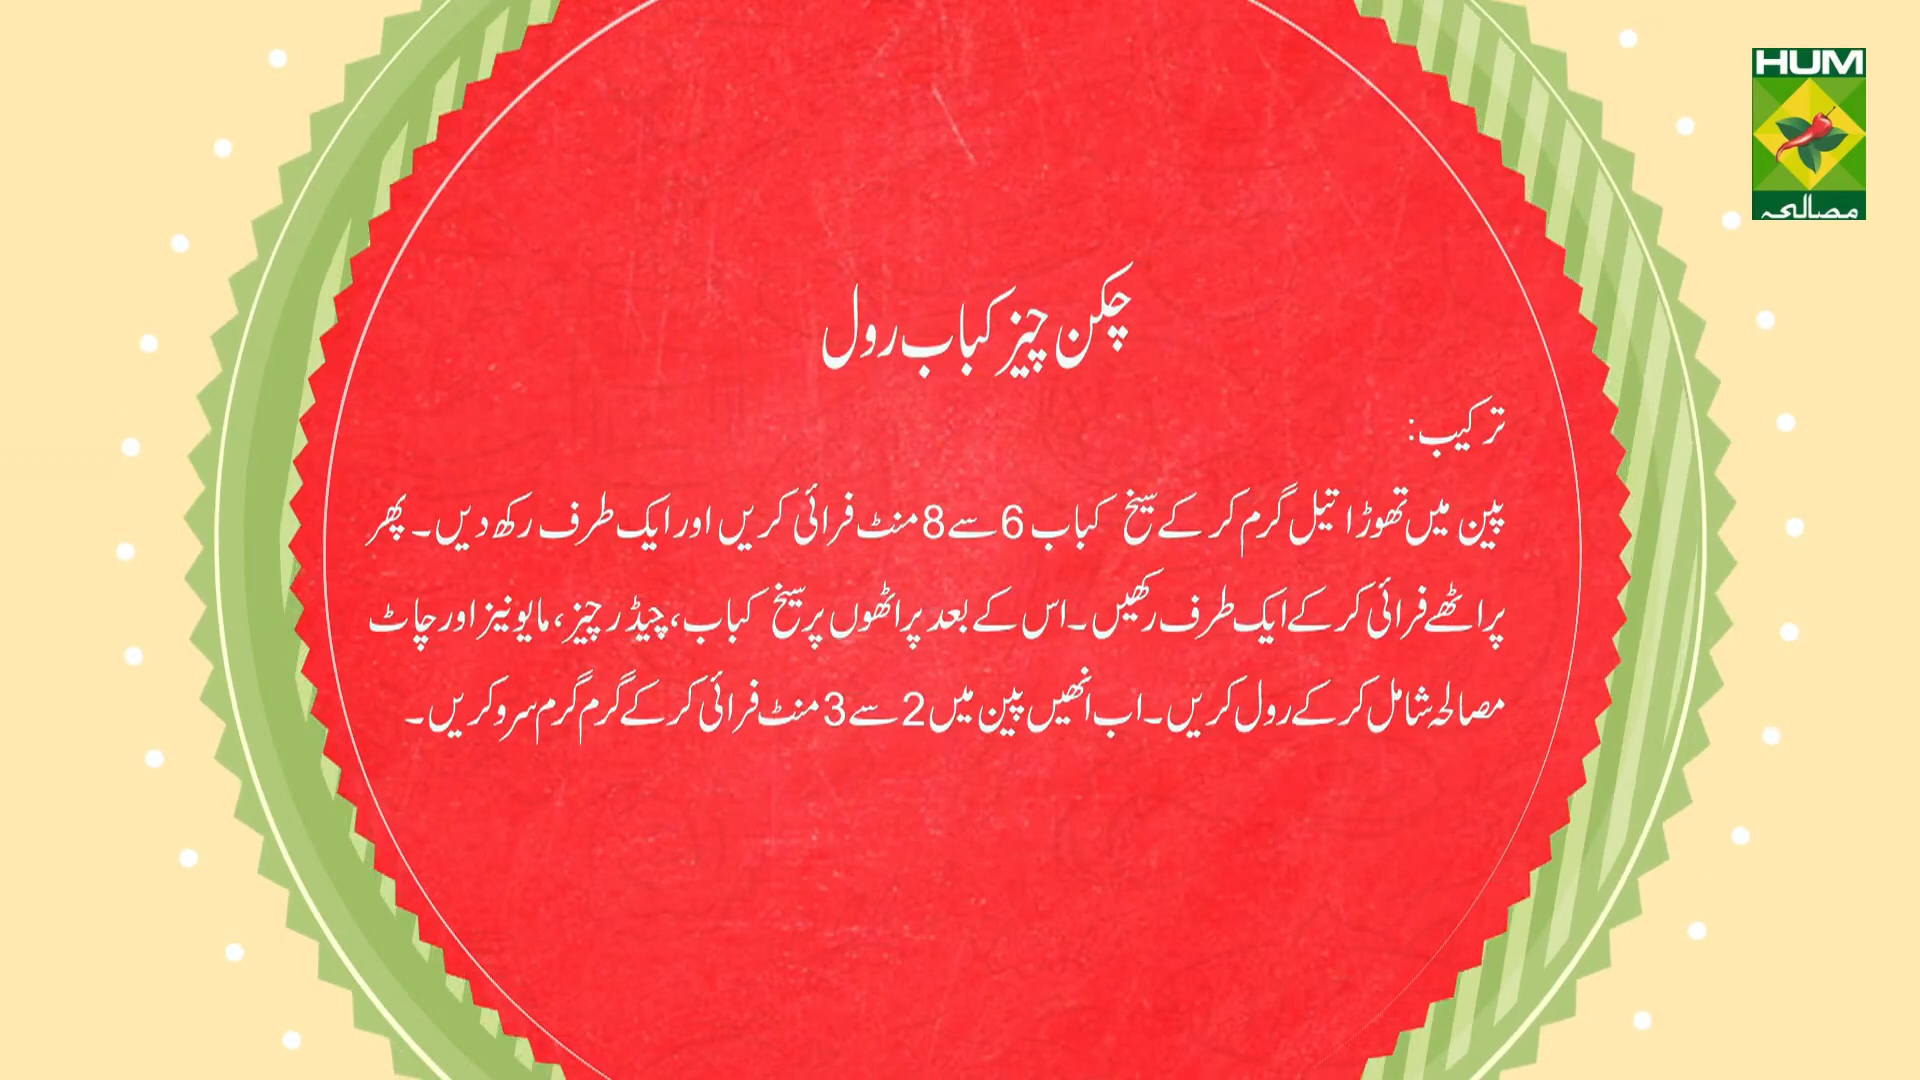 HUM
مصالحہ
چکن چیز کباب رول
ترکیب:
پین میں تھوڑا تیل گرم کر کے سیخ کباب 6 سے 8 منٹ فرائی کریں اور ایک طرف رکھ دیں۔ پھر
پراٹھے فرائی کر کے ایک طرف رکھیں۔ اس کے بعد پراٹھوں پر سیخ کباب، چیڈر چیز، مایونیز اور چاٹ
مصالحہ شامل کر کے رول کریں۔ اب انھیں پین میں 2 سے 3 منٹ فرائی کر کے گرم گرم سرو کریں۔